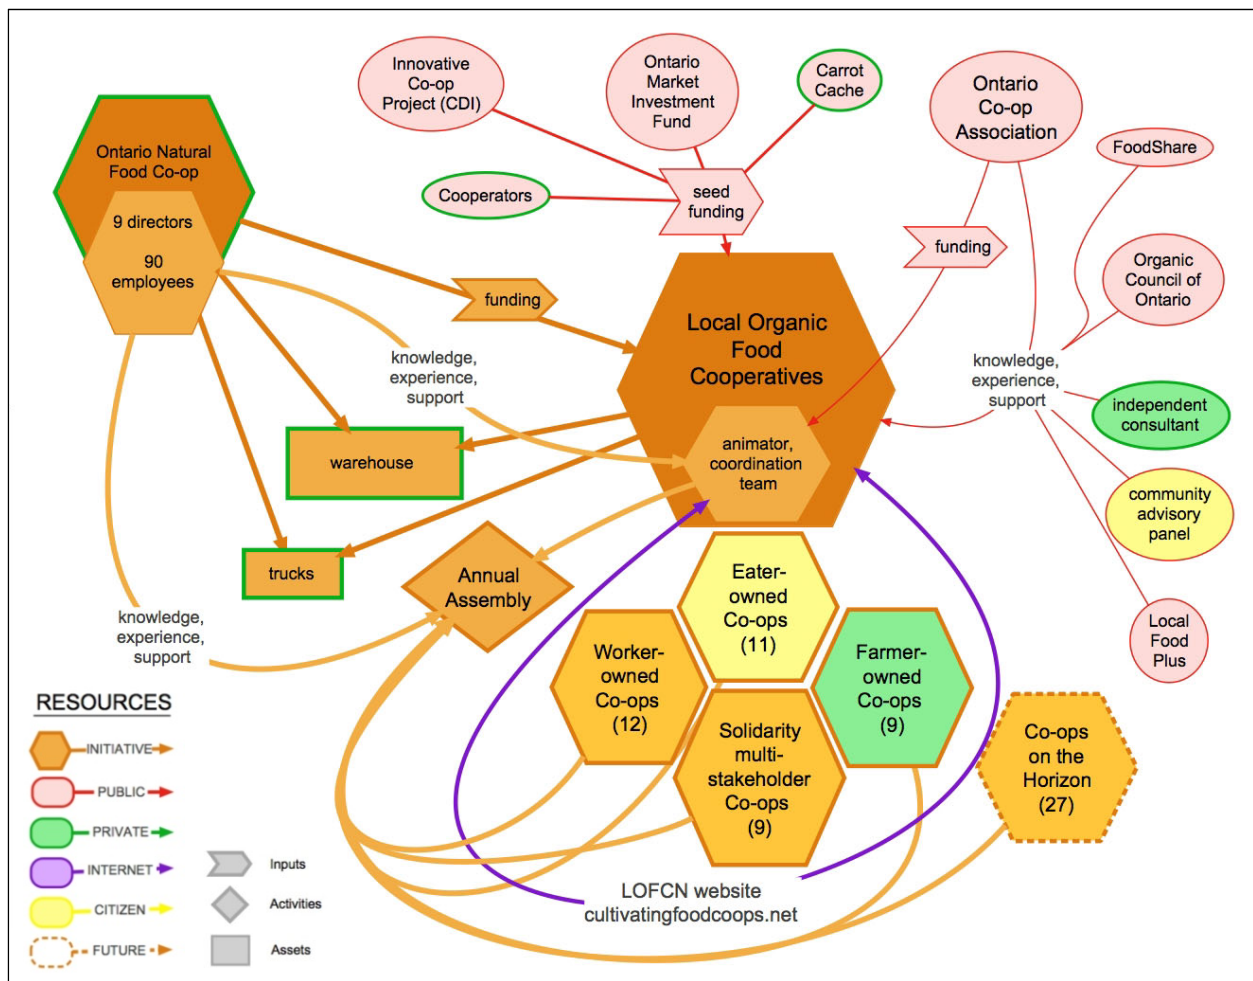 Innovative
Co-op
Project (CDI)
Ontario
Market
Investment
Fund
Carrot
Cache
Ontario
Co-op
Association
FoodShare
Ontario Natural
Food Co-op
9 directors
90
employees
Cooperators
seed
funding
funding
Organic
Council of
Ontario
funding
Local Organic
Food
Cooperatives
knowledge,
experience,
support
knowledge,
experience,
support
independent
consultant
warehouse
animator,
coordination
team
community
advisory
panel
trucks
Annual
Assembly
Eater-
owned
Co-ops
(11)
knowledge,
experience,
support
Worker-
owned
Co-ops
(12)
Farmer-
owned
Co-ops
(9)
Local
Food
Plus
Solidarity
multi-
stakeholder
Co-ops
(9)
Co-ops
on the
Horizon
(27)
RESOURCES
INITIATIVE
PUBLIC
PRIVATE
INTERNET
CITIZEN
FUTURE
Inputs
Activities
Assets
LOFCN website
cultivatingfoodcoops.net